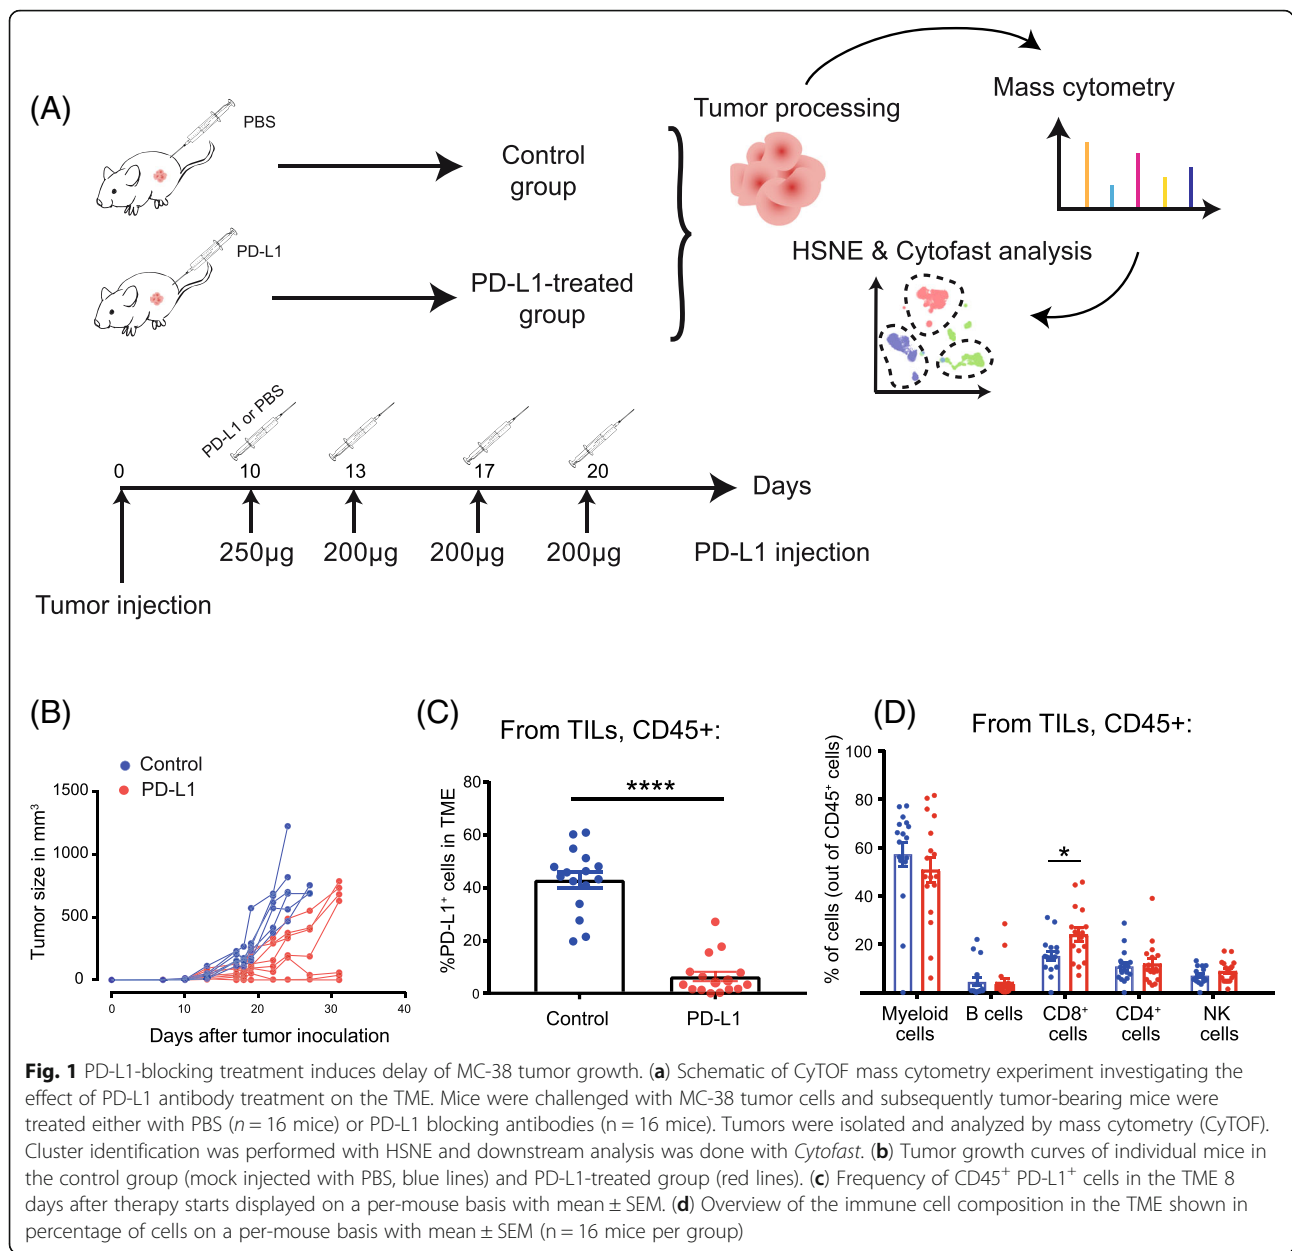 (A)
PBS
Control
group
PD-L1
PD-L1-treated
group
Tumor processing
Mass cytometry
HSNE & Cytofast analysis
PD-L1 or PBS
0
10
13
17
20
Days
250µg
200µg
200µg
200µg
PD-L1 injection
Tumor injection
(B)
Control
PD-L1
Tumor size in mm³
1500
1000
500
0
0
10
20
30
40
Days after tumor inoculation
(C)
From TILs, CD45+:
%PD-L1⁺ cells in TME
80
60
40
20
0
****
Control
PD-L1
(D)
From TILs, CD45+:
% of cells (out of CD45⁺ cells)
100
80
60
40
20
*
Myeloid
cells
B cells
CD8⁺
cells
CD4⁺
cells
NK
cells
Fig. 1 PD-L1-blocking treatment induces delay of MC-38 tumor growth. (a) Schematic of CyTOF mass cytometry experiment investigating the
effect of PD-L1 antibody treatment on the TME. Mice were challenged with MC-38 tumor cells and subsequently tumor-bearing mice were
treated either with PBS (n = 16 mice) or PD-L1 blocking antibodies (n = 16 mice). Tumors were isolated and analyzed by mass cytometry (CyTOF).
Cluster identification was performed with HSNE and downstream analysis was done with Cytofast. (b) Tumor growth curves of individual mice in
the control group (mock injected with PBS, blue lines) and PD-L1-treated group (red lines). (c) Frequency of CD45⁺ PD-L1⁺ cells in the TME 8
days after therapy starts displayed on a per-mouse basis with mean ± SEM. (d) Overview of the immune cell composition in the TME shown in
percentage of cells on a per-mouse basis with mean ± SEM (n = 16 mice per group)